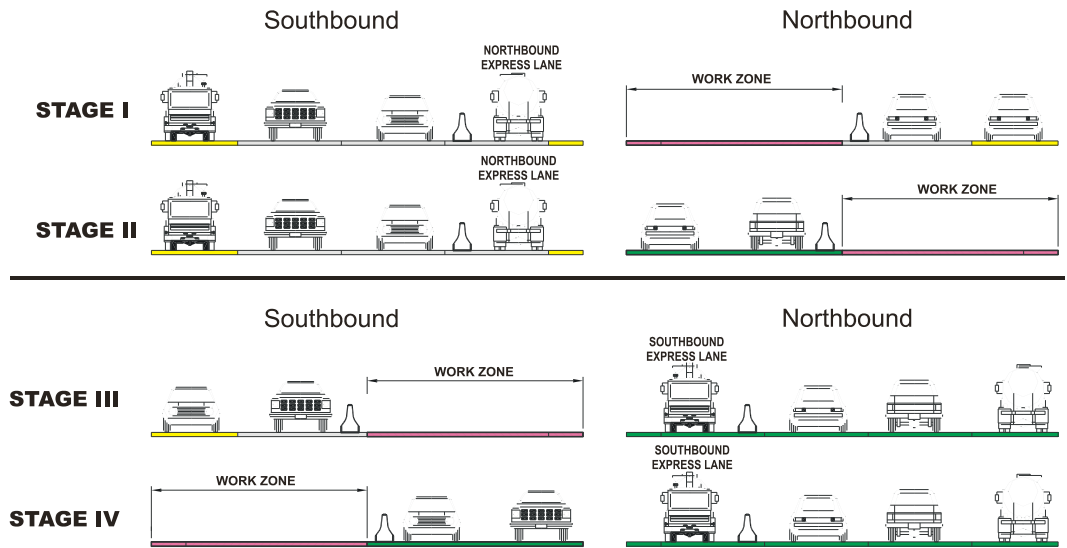 Southbound
Northbound
NORTHBOUND
EXPRESS LANE
STAGE I
WORK ZONE
NORTHBOUND
EXPRESS LANE
STAGE II
WORK ZONE
Southbound
Northbound
SOUTHBOUND
EXPRESS LANE
STAGE III
WORK ZONE
SOUTHBOUND
EXPRESS LANE
STAGE IV
WORK ZONE